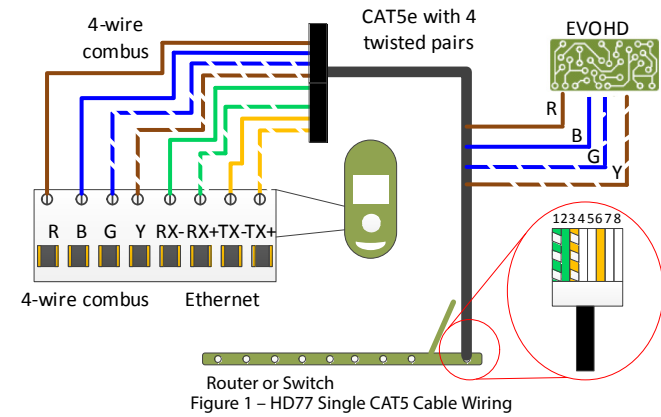 4-wire
combus
CAT5e with 4
twisted pairs
EVOHD
R
B
G
Y
R B G Y RX- RX+ TX- TX+
4-wire combus Ethernet
12345678
Router or Switch
Figure 1 – HD77 Single CAT5 Cable Wiring